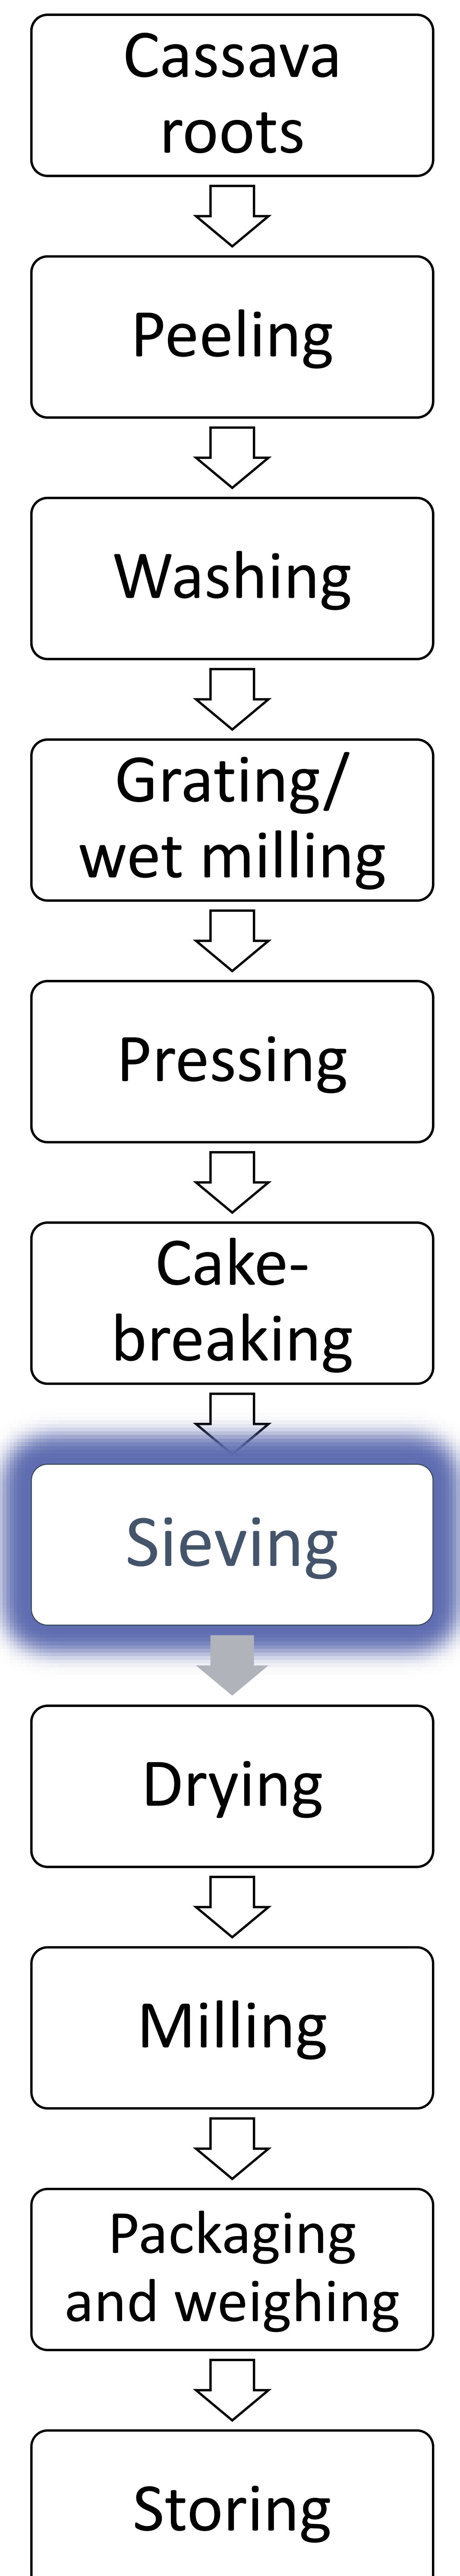 Cassava
roots
Peeling
Washing
Grating/
wet milling
Pressing
Cake-
breaking
Sieving
Drying
Milling
Packaging
and weighing
Storing